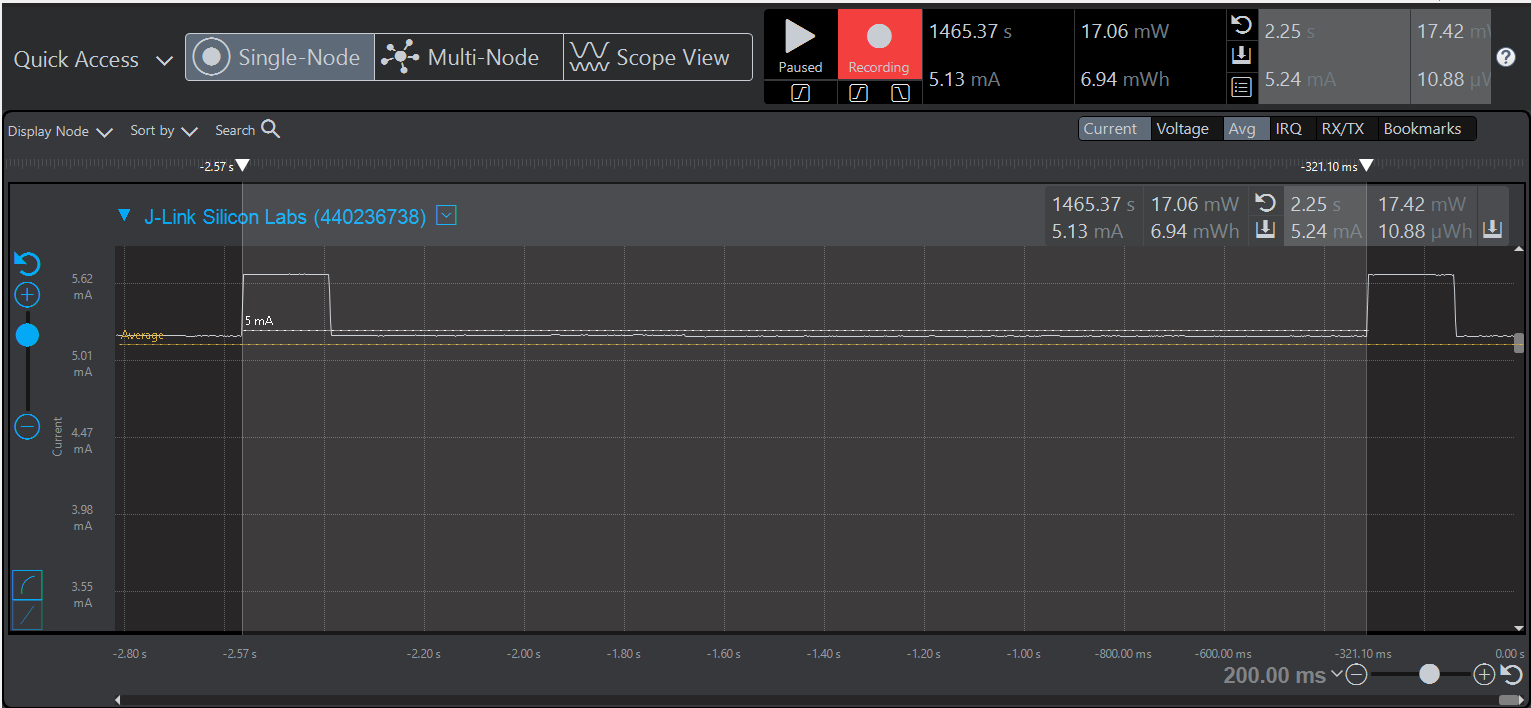 Quick Access
Single-Node
Multi-Node
Scope View
Paused
Recording
1465.37 s
5.13 mA
17.06 mW
6.94 mWh
2.25 s
5.24 mA
17.42 mW
10.88 µW
?
Display Node
Sort by
Search
Current
Voltage
Avg
IRQ
RX/TX
Bookmarks
-2.57 s
-321.10 ms
J-Link Silicon Labs (440236738)
1465.37 s
17.06 mW
2.25 s
17.42 mW
5.13 mA
6.94 mWh
5.24 mA
10.88 µWh
5.62
mA
5 mA
Average
5.01
mA
Current
4.47
mA
3.98
mA
3.55
mA
-2.80 s
-2.57 s
-2.20 s
-2.00 s
-1.80 s
-1.60 s
-1.40 s
-1.20 s
-1.00 s
-800.00 ms
-600.00 ms
-321.10 ms
0.00 s
200.00 ms